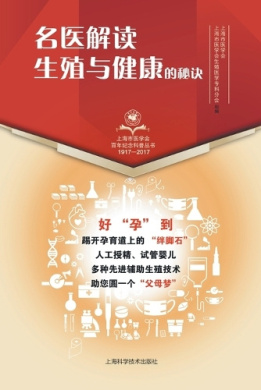 名医解读
生殖与健康的秘诀
上海市医学会
上海市医学会生殖医学专科分会
上海市医学会
百年纪念科普丛书
1917—2017
好“孕”到
踢开孕育道上的“绊脚石”
人工授精、试管婴儿
多种先进辅助生殖技术
助您圆一个“父母梦”
上海科学技术出版社